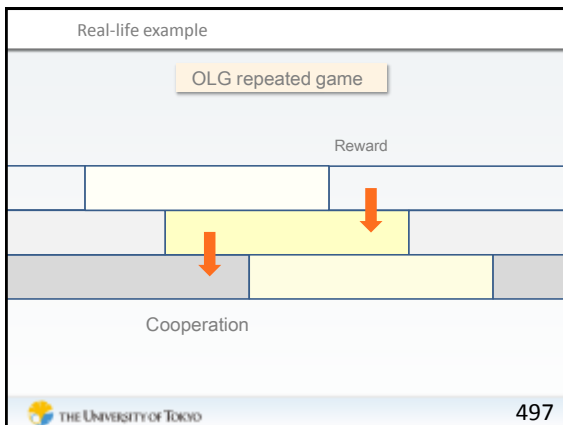 Real-life example
OLG repeated game
Reward
Cooperation
THE UNIVERSITY OF TOKYO
497